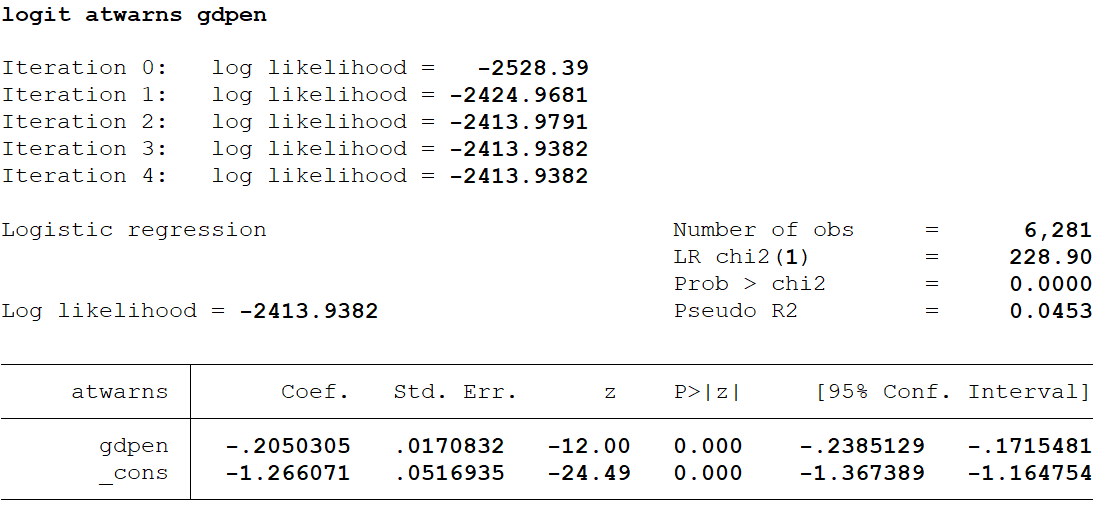 logit atwarns gdpen
Iteration 0: log likelihood = -2528.39
Iteration 1: log likelihood = -2424.9681
Iteration 2: log likelihood = -2413.9791
Iteration 3: log likelihood = -2413.9382
Iteration 4: log likelihood = -2413.9382
Logistic regression Number of obs = 6,281
LR chi2(1) = 228.90
Prob > chi2 = 0.0000
Log likelihood = -2413.9382 Pseudo R2 = 0.0453
atwarns Coef. Std. Err. z P>|z| [95% Conf. Interval]
gdpen -.2050305 .0170832 -12.00 0.000 -.2385129 -.1715481
_cons -1.266071 .0516935 -24.49 0.000 -1.367389 -1.164754